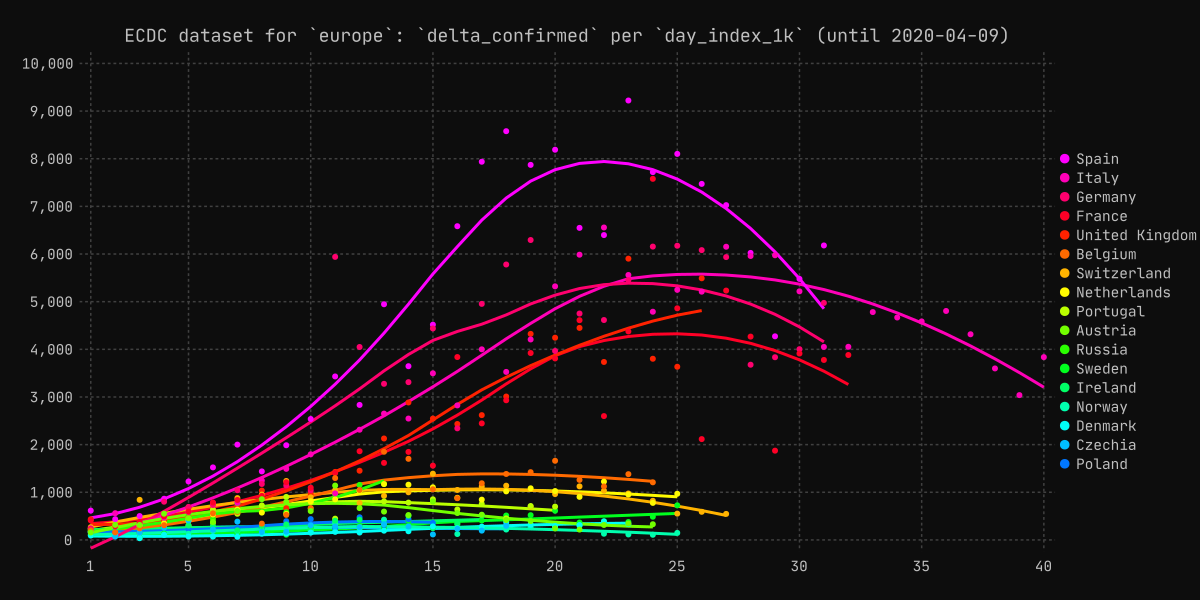 ECDC dataset for `europe`: `delta_confirmed` per `day_index_1k` (until 2020-04-09)
10,000
9,000
8,000
7,000
6,000
5,000
4,000
3,000
2,000
1,000
0
1 5 10 15 20 25 30 35 40
Spain
Italy
Germany
France
United Kingdom
Belgium
Switzerland
Netherlands
Portugal
Austria
Russia
Sweden
Ireland
Norway
Denmark
Czechia
Poland